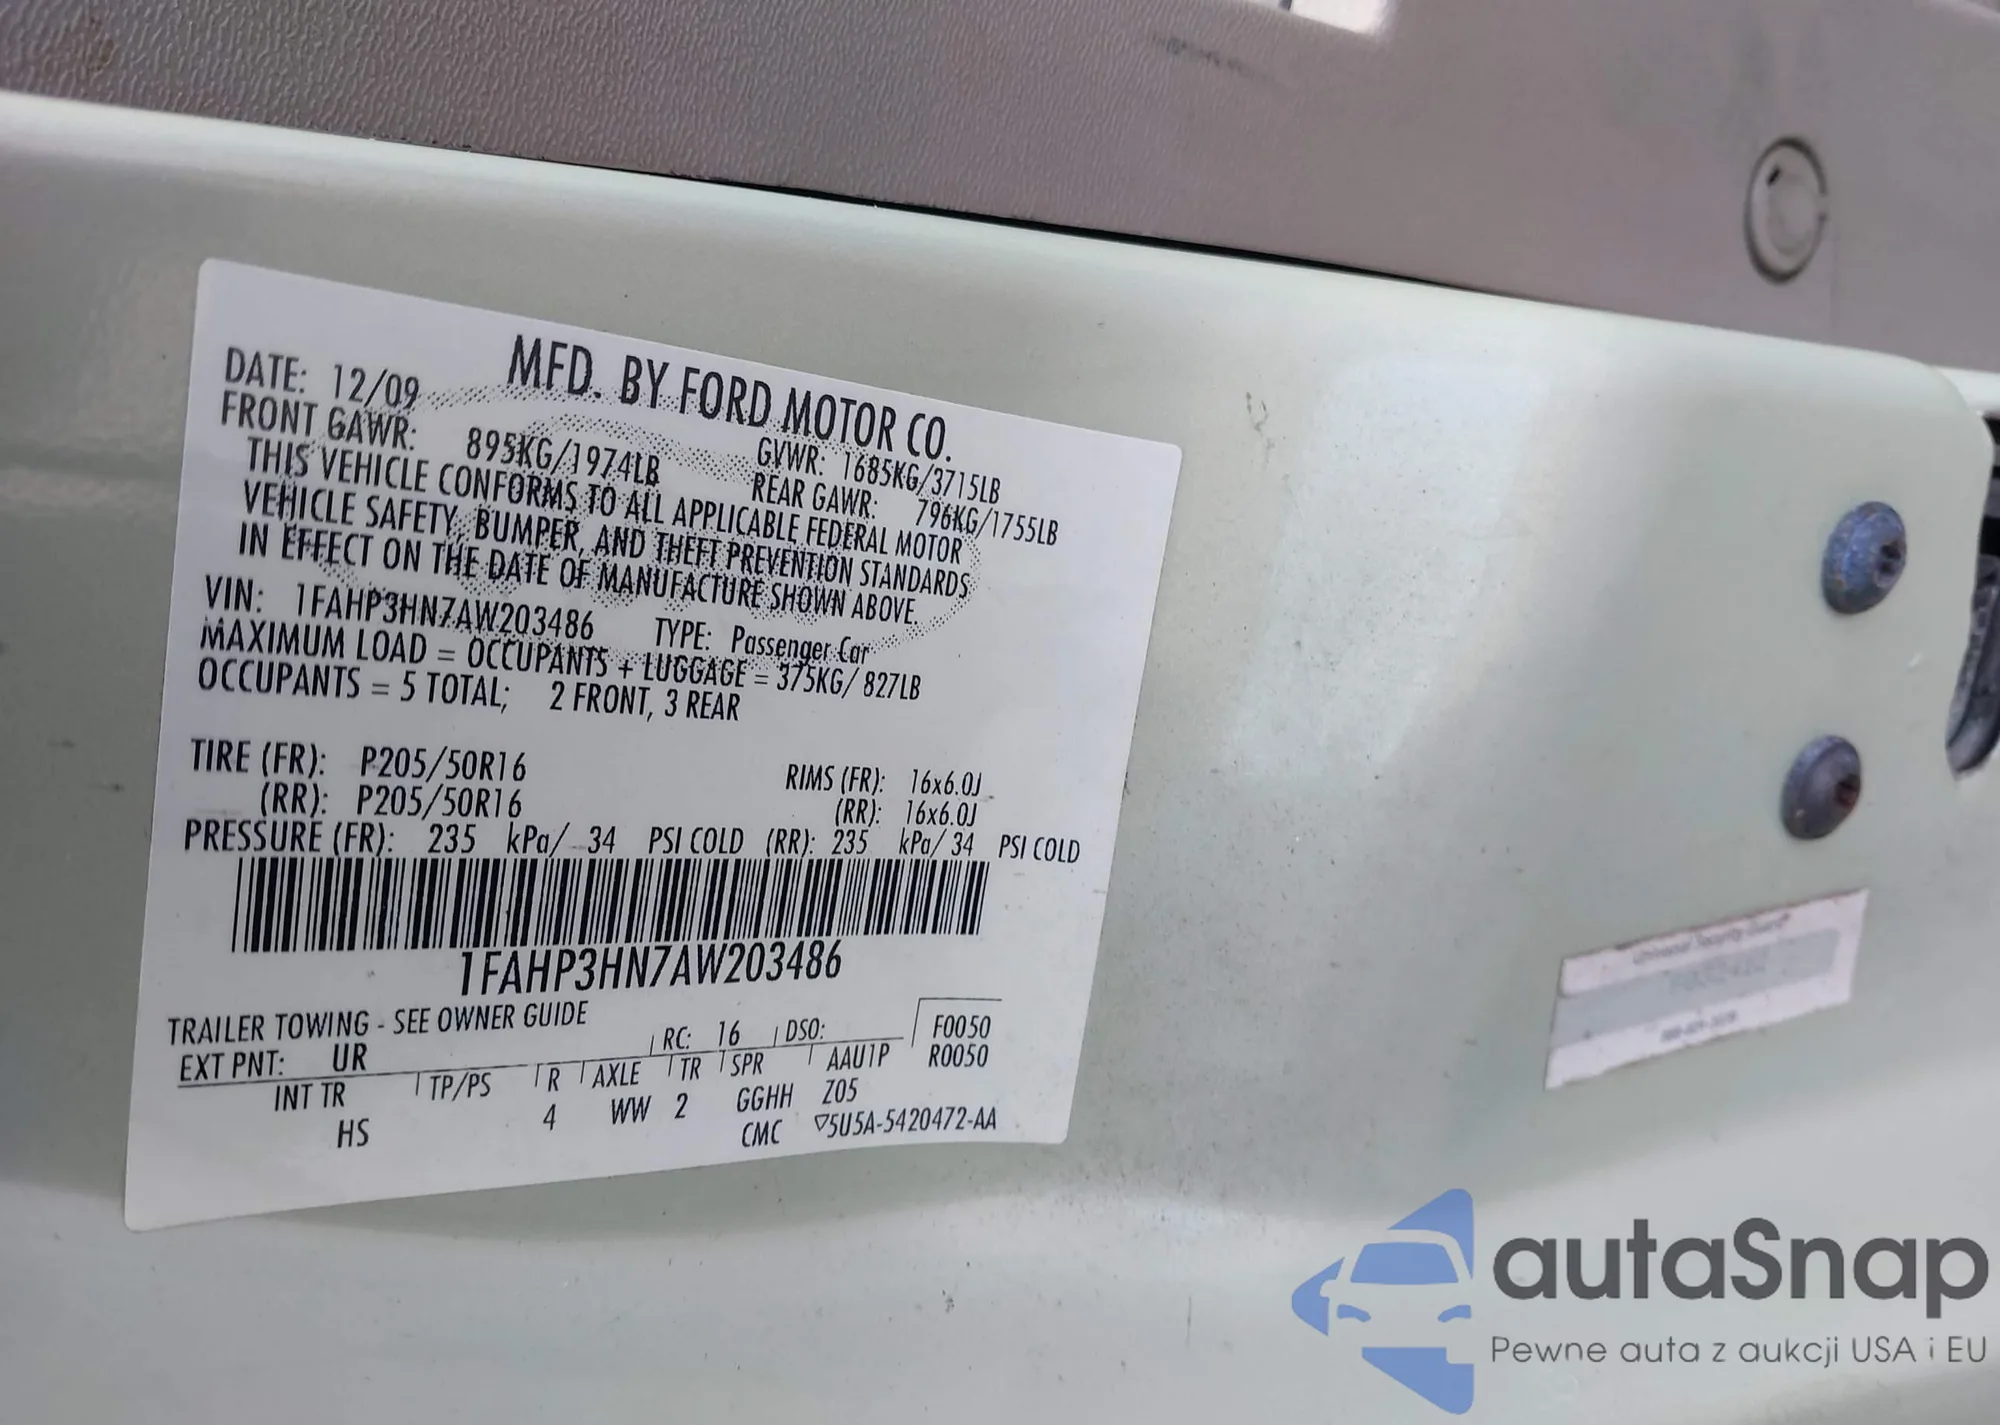 MFD. BY FORD MOTOR CO.
DATE: 12/09
GVWR: 1685KG/3715LB
FRONT GAWR: 895KG/1974LB
REAR GAWR: 796KG/1755LB
THIS VEHICLE CONFORMS TO ALL APPLICABLE FEDERAL MOTOR
VEHICLE SAFETY, BUMPER, AND THEFT PREVENTION STANDARDS
IN EFFECT ON THE DATE OF MANUFACTURE SHOWN ABOVE.
VIN: 1FAHP3HN7AW203486 TYPE: Passenger Car
MAXIMUM LOAD = OCCUPANTS + LUGGAGE = 375KG/ 827LB
OCCUPANTS = 5 TOTAL; 2 FRONT, 3 REAR
TIRE (FR): P205/50R16 RIMS (FR): 16x6.0J
(RR): P205/50R16 (RR): 16x6.0J
PRESSURE (FR): 235 kPa/ 34 PSI COLD (RR): 235 kPa/ 34 PSI COLD
1FAHP3HN7AW203486
TRAILER TOWING - SEE OWNER GUIDE
F0050
EXT PNT: UR RC: 16 DSO: R0050
INT TR TP/PS R AXLE TR SPR AAU1P
HS 4 WW 2 GGHH Z05
CMC ▽5U5A-5420472-AA
Universal Security Guard
autaSnap
Pewne auta z aukcji USA i EU